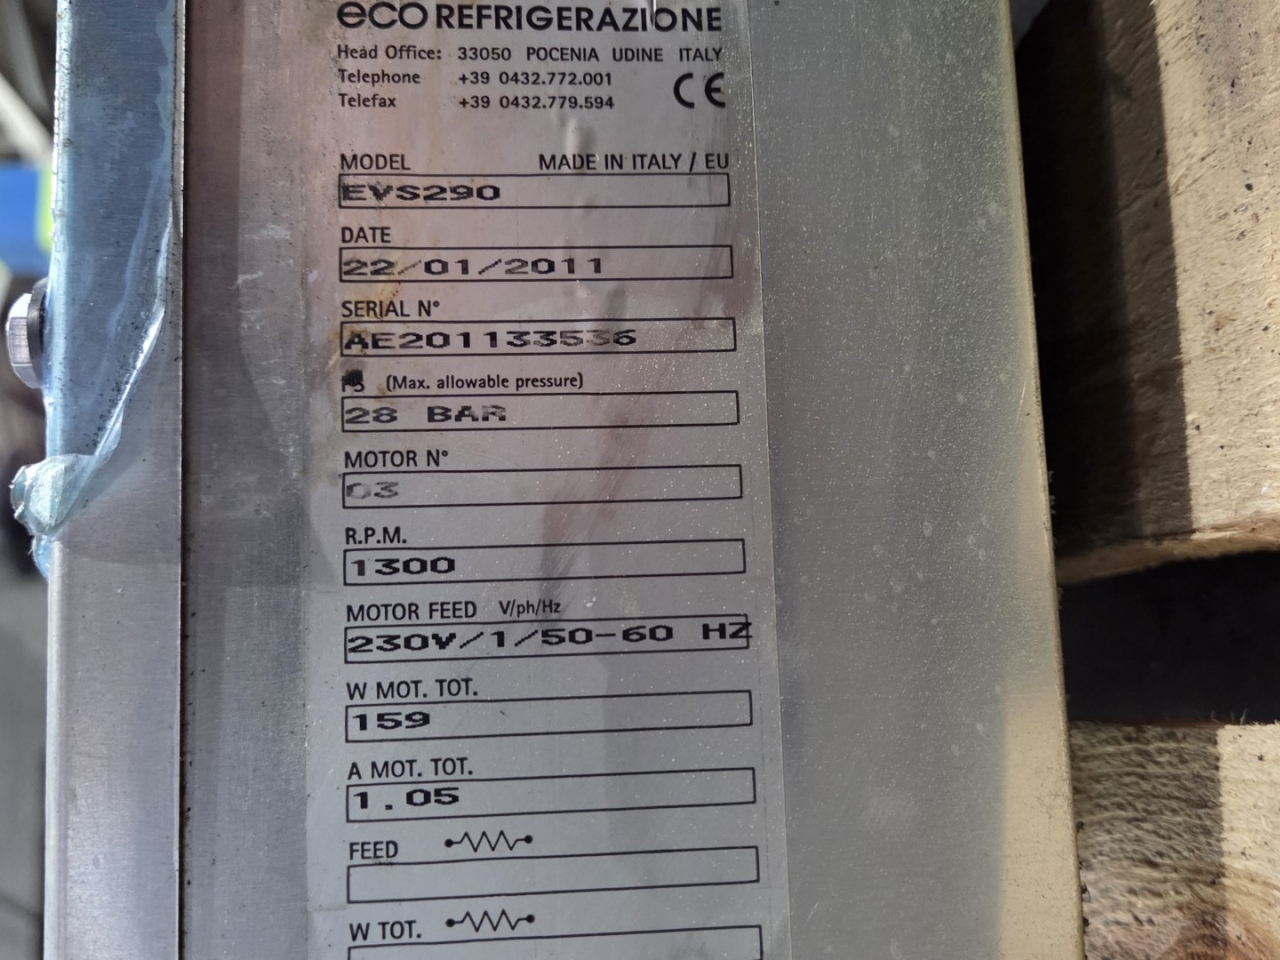 eco REFRIGERAZIONE
Head Office: 33050 POCENIA UDINE ITALY
Telephone +39 0432.772.001
Telefax +39 0432.779.594
CE
MODEL MADE IN ITALY / EU
EVS290
DATE
22/01/2011
SERIAL N°
AE201133536
PS (Max. allowable pressure)
28 BAR
MOTOR N°
03
R.P.M.
1300
MOTOR FEED V/ph/Hz
230V/1/50-60 HZ
W MOT. TOT.
159
A MOT. TOT.
1.05
FEED
W TOT.